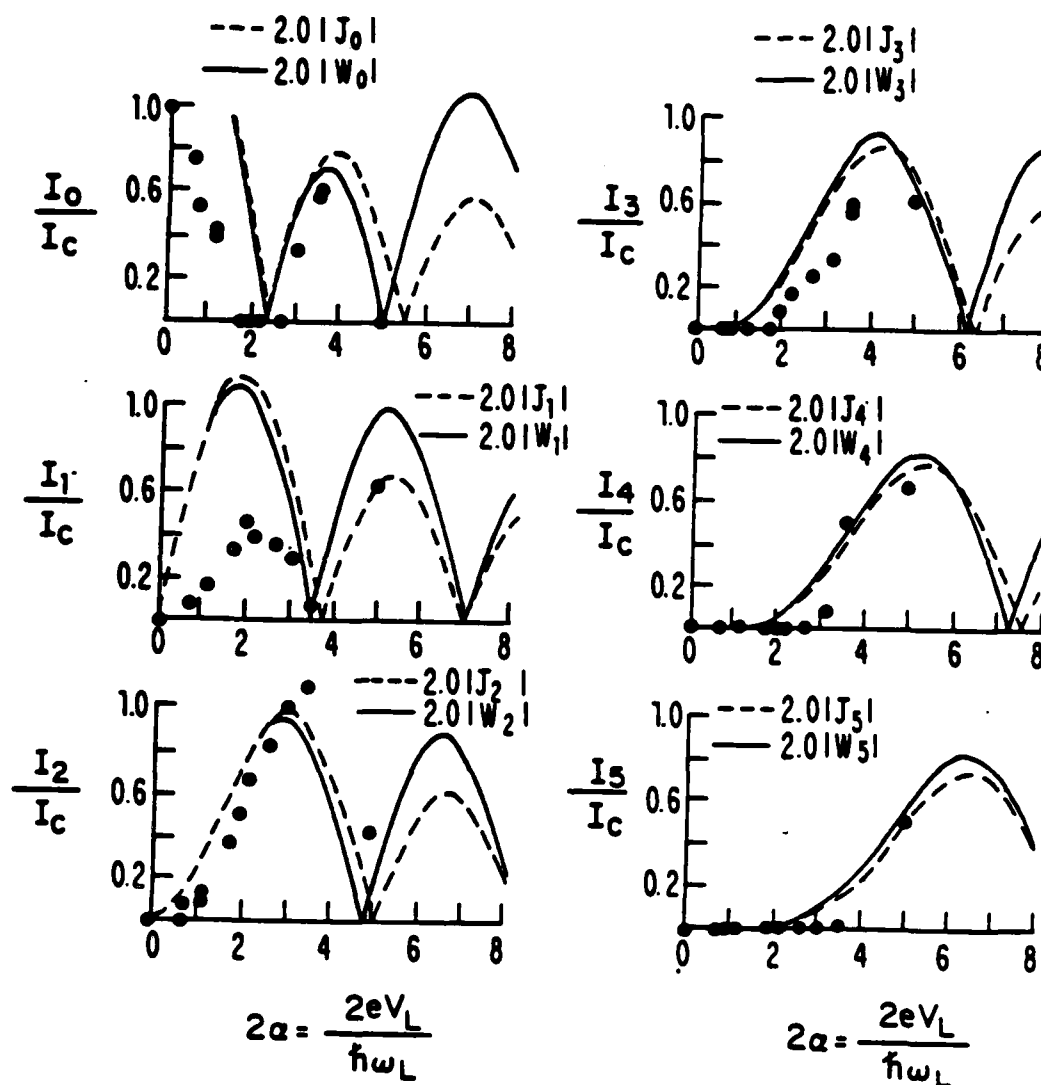 --- 2.0|J0|
— 2.0|W0|
I0/Ic
1.0
0.6
0.2
0 2 4 6 8
--- 2.0|J1|
— 2.0|W1|
I1/Ic
1.0
0.6
0.2
0 2 4 6 8
--- 2.0|J2|
— 2.0|W2|
I2/Ic
1.0
0.6
0.2
0 2 4 6 8
2α = 2eVL/ħωL
--- 2.0|J3|
— 2.0|W3|
I3/Ic
1.0
0.6
0.2
0 2 4 6 8
--- 2.0|J4|
— 2.0|W4|
I4/Ic
1.0
0.6
0.2
0 2 4 6 8
--- 2.0|J5|
— 2.0|W5|
I5/Ic
1.0
0.6
0.2
0 2 4 6 8
2α = 2eVL/ħωL